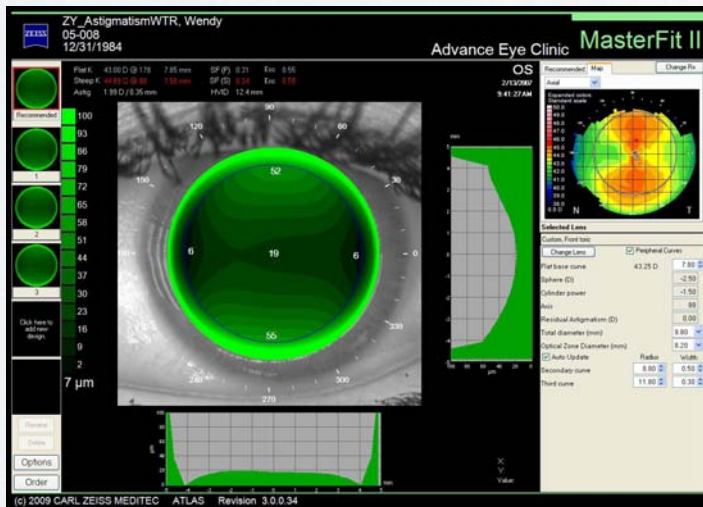 ZEISS
ZY_AstigmatismWTR, Wendy
05-008
12/31/1984
Advance Eye Clinic
MasterFit II
Flat K 43.00 D @ 178 7.85 mm SF (F) 0.21 Ecc 0.55
Steep K 44.99 D @ 88 7.50 mm SF (S) 0.34 Ecc 0.58
Astig 1.99 D / 0.35 mm HVID 12.4 mm
OS
2/13/2007
9:41:27 AM
Recommended
1
2
3
Click here to
add new
design.
Rename
Delete
Options
Order
100
93
86
79
72
65
58
51
44
37
30
23
16
9
2
7 µm
90
120
150
60
30
0
330
300
270
240
210
52
6
19
6
55
mm
µm
X:
Y:
Value:
Recommended
Map
Change Rx
Axial
Expanded colors
Standard scale
N
T
Selected Lens
Custom, Front toric
Change Lens
Peripheral Curves
Flat base curve 43.25 D 7.80
Sphere (D) -2.50
Cylinder power -1.50
Axis 88
Residual Astigmatism (D) 0.00
Total diameter (mm) 9.80
Optical Zone Diameter (mm) 8.20
Auto Update Radius Width
Secondary curve 8.80 0.50
Third curve 11.80 0.30
(c) 2009 CARL ZEISS MEDITEC ATLAS Revision 3.0.0.34